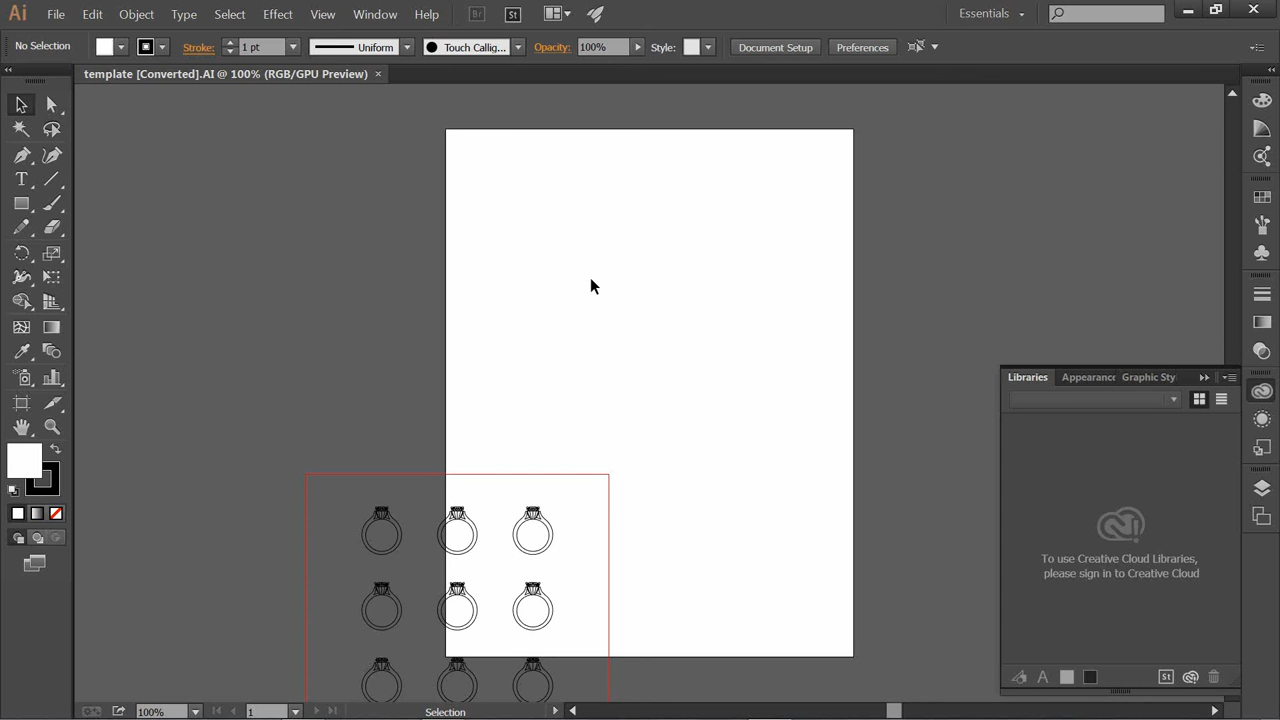 Ai File Edit Object Type Select Effect View Window Help Br St Essentials
No Selection Stroke: 1 pt Uniform Touch Callig... Opacity: 100% Style: Document Setup Preferences
template [Converted].AI @ 100% (RGB/GPU Preview) ×
T
Libraries Appearance Graphic Sty
To use Creative Cloud Libraries,
please sign in to Creative Cloud
A St
100% 1 Selection